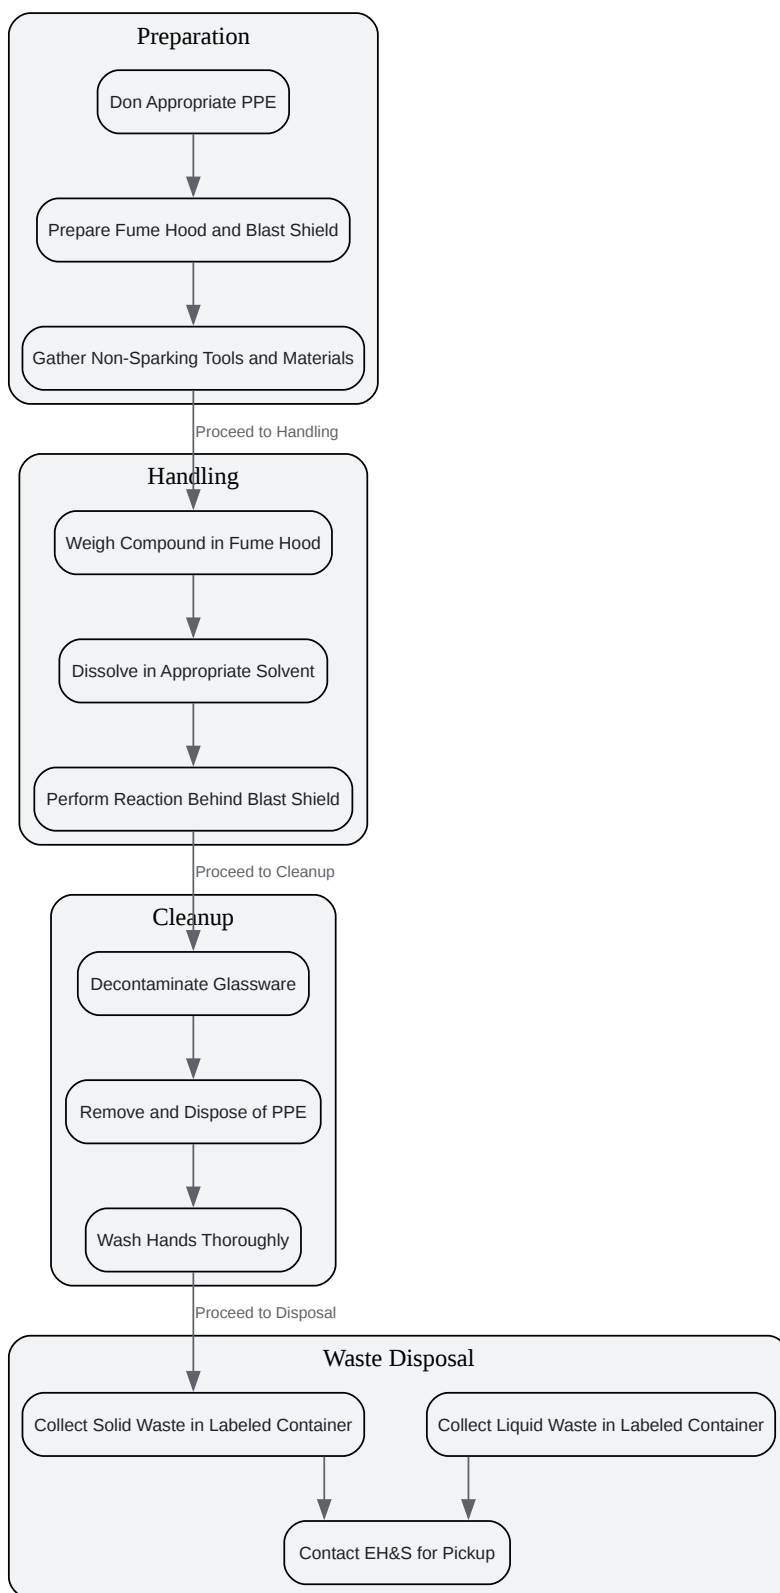 Preparation
Don Appropriate PPE
Prepare Fume Hood and Blast Shield
Gather Non-Sparking Tools and Materials
Proceed to Handling
Handling
Weigh Compound in Fume Hood
Dissolve in Appropriate Solvent
Perform Reaction Behind Blast Shield
Proceed to Cleanup
Cleanup
Decontaminate Glassware
Remove and Dispose of PPE
Wash Hands Thoroughly
Proceed to Disposal
Waste Disposal
Collect Solid Waste in Labeled Container
Collect Liquid Waste in Labeled Container
Contact EH&S for Pickup